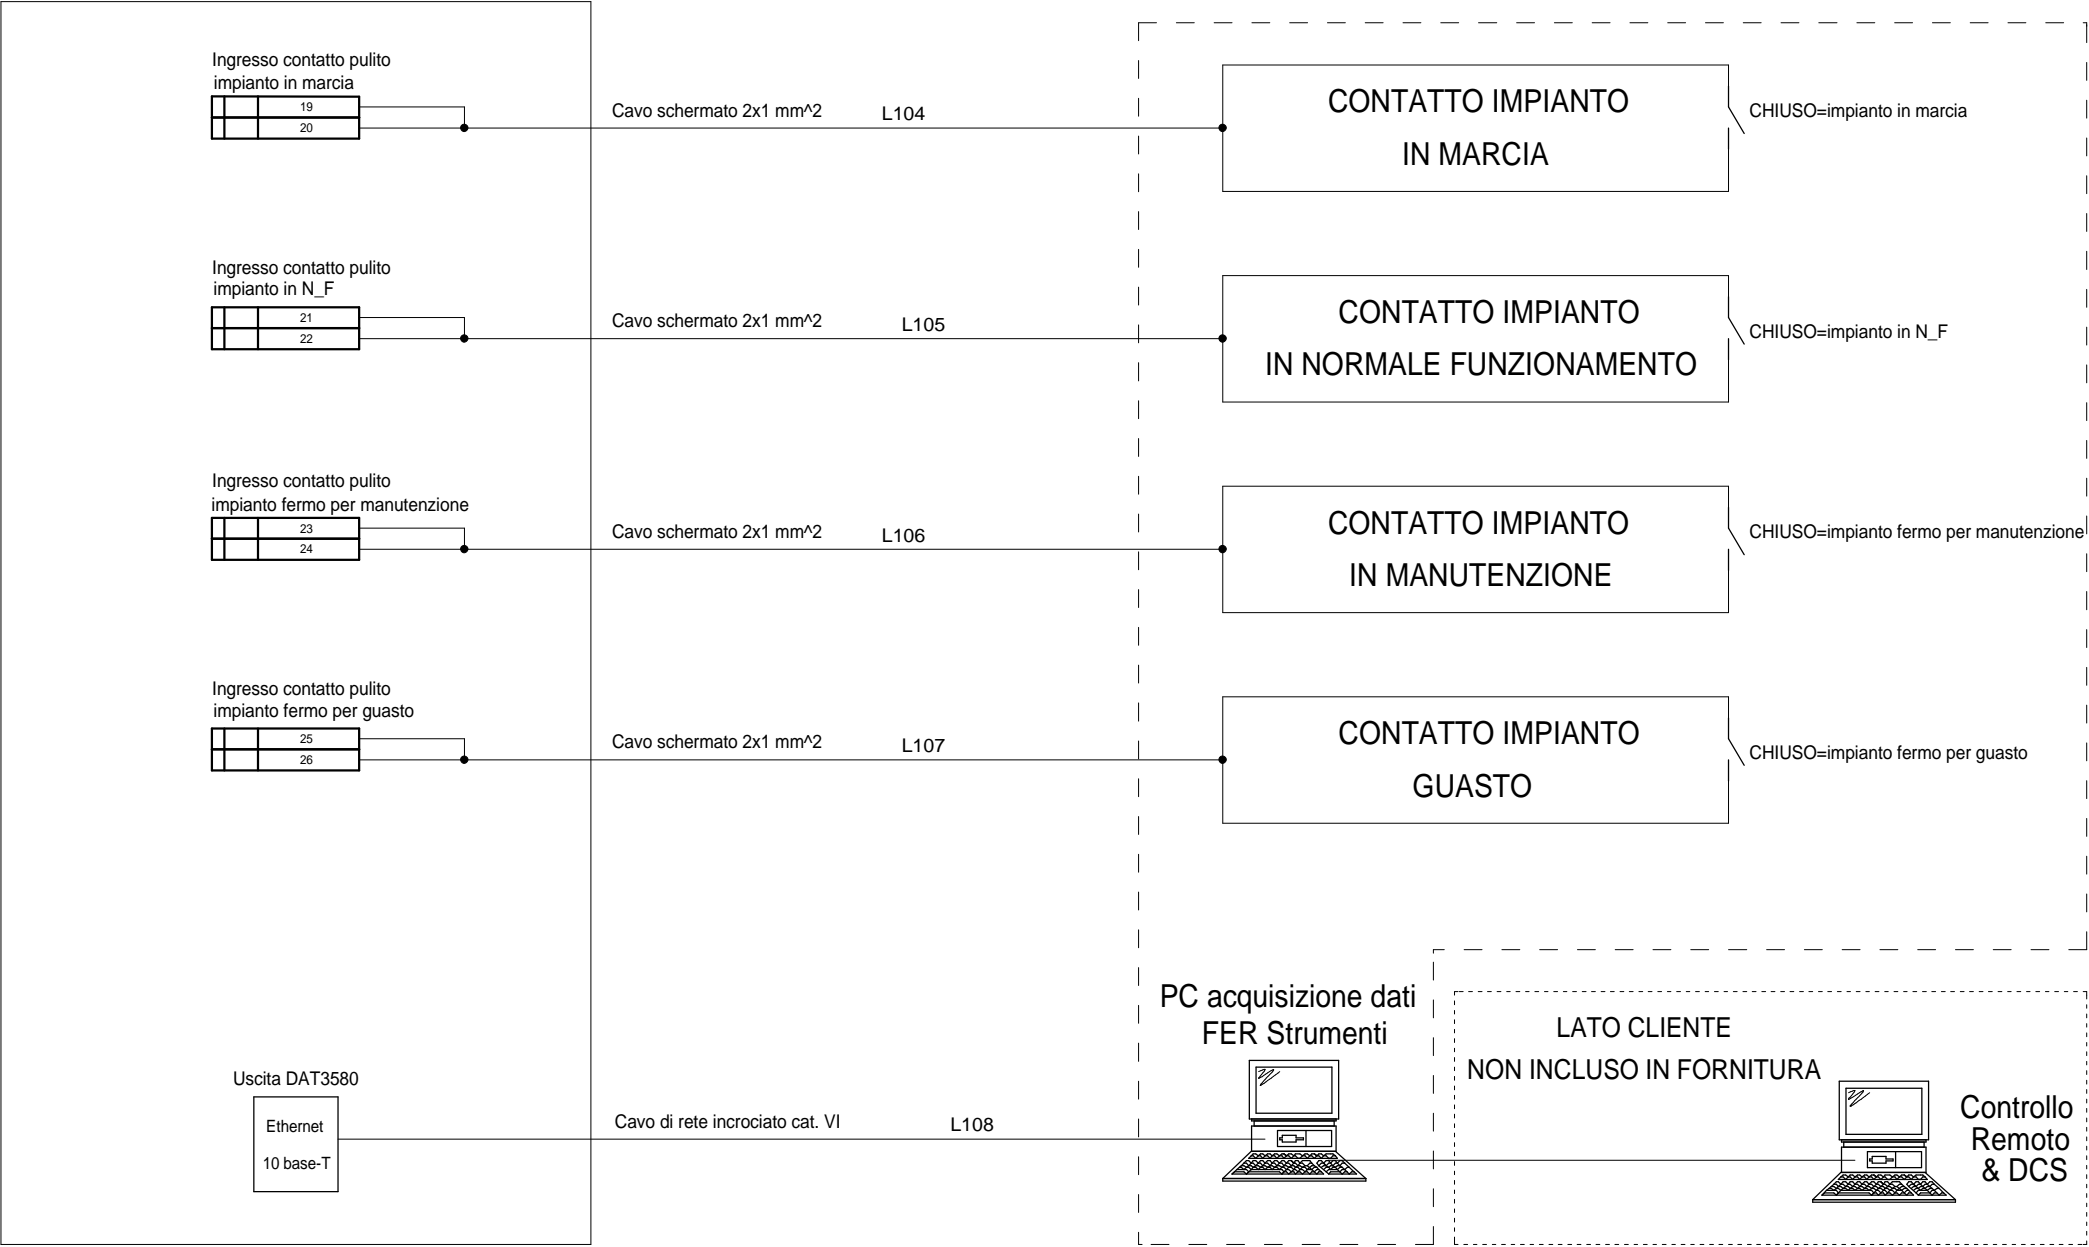 Ingresso contatto pulito
impianto in marcia
19
20
Cavo schermato 2x1 mm^2
L104
CONTATTO IMPIANTO
IN MARCIA
CHIUSO=impianto in marcia
Ingresso contatto pulito
impianto in N_F
21
22
Cavo schermato 2x1 mm^2
L105
CONTATTO IMPIANTO
IN NORMALE FUNZIONAMENTO
CHIUSO=impianto in N_F
Ingresso contatto pulito
impianto fermo per manutenzione
23
24
Cavo schermato 2x1 mm^2
L106
CONTATTO IMPIANTO
IN MANUTENZIONE
CHIUSO=impianto fermo per manutenzione
Ingresso contatto pulito
impianto fermo per guasto
25
26
Cavo schermato 2x1 mm^2
L107
CONTATTO IMPIANTO
GUASTO
CHIUSO=impianto fermo per guasto
Uscita DAT3580
Ethernet
10 base-T
Cavo di rete incrociato cat. VI
L108
PC acquisizione dati
FER Strumenti
LATO CLIENTE
NON INCLUSO IN FORNITURA
Controllo
Remoto
& DCS